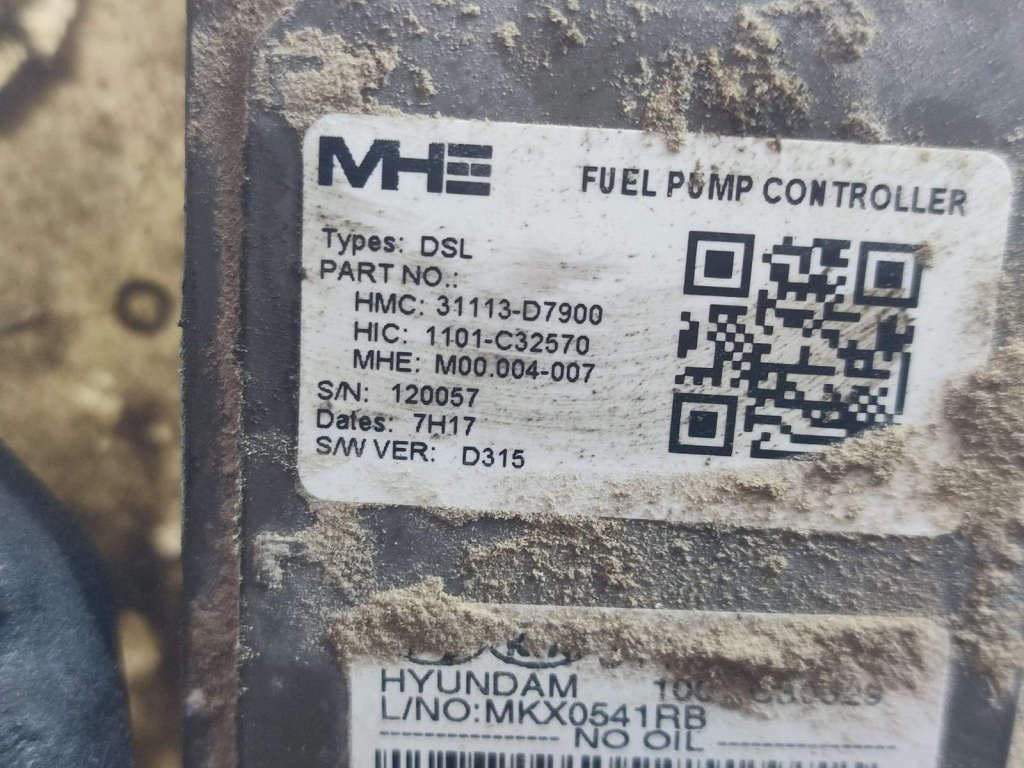 MHE
FUEL PUMP CONTROLLER
Types: DSL
PART NO.:
HMC: 31113-D7900
HIC: 1101-C32570
MHE: M00.004-007
S/N: 120057
Dates: 7H17
S/W VER: D315
HYUNDAM
L/NO:MKX0541RB
---------------- NO OIL ----------------